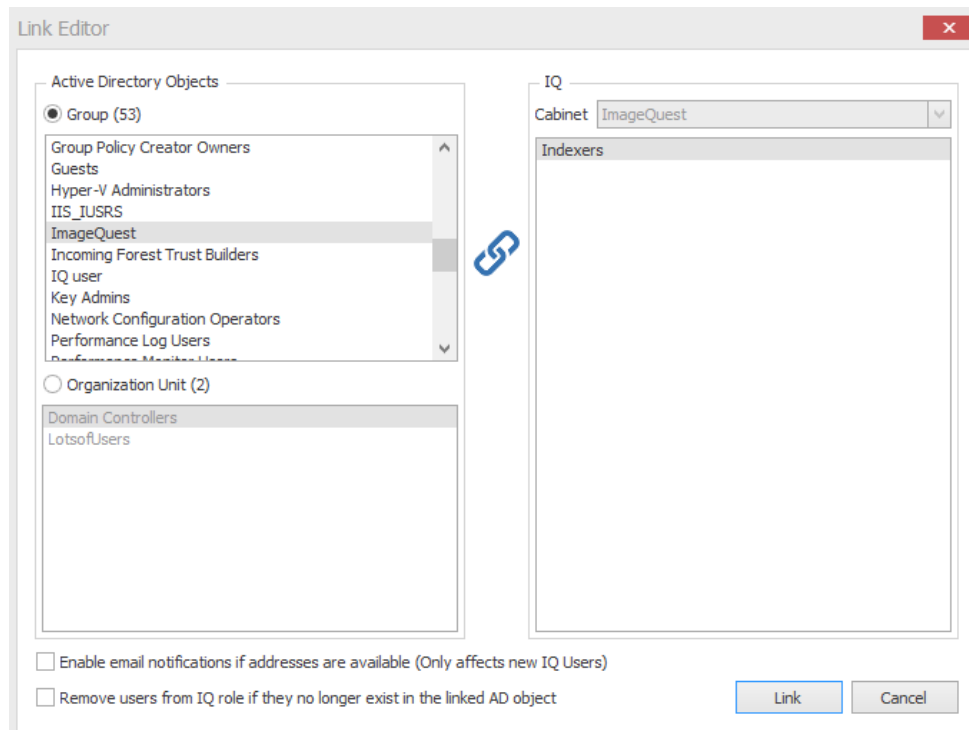 Link Editor
Active Directory Objects
Group (53)
Group Policy Creator Owners
Guests
Hyper-V Administrators
IIS_IUSRS
ImageQuest
Incoming Forest Trust Builders
IQ user
Key Admins
Network Configuration Operators
Performance Log Users
Performance Monitor Users
Organization Unit (2)
Domain Controllers
LotsofUsers
IQ
Cabinet ImageQuest
Indexers
Enable email notifications if addresses are available (Only affects new IQ Users)
Remove users from IQ role if they no longer exist in the linked AD object
Link Cancel